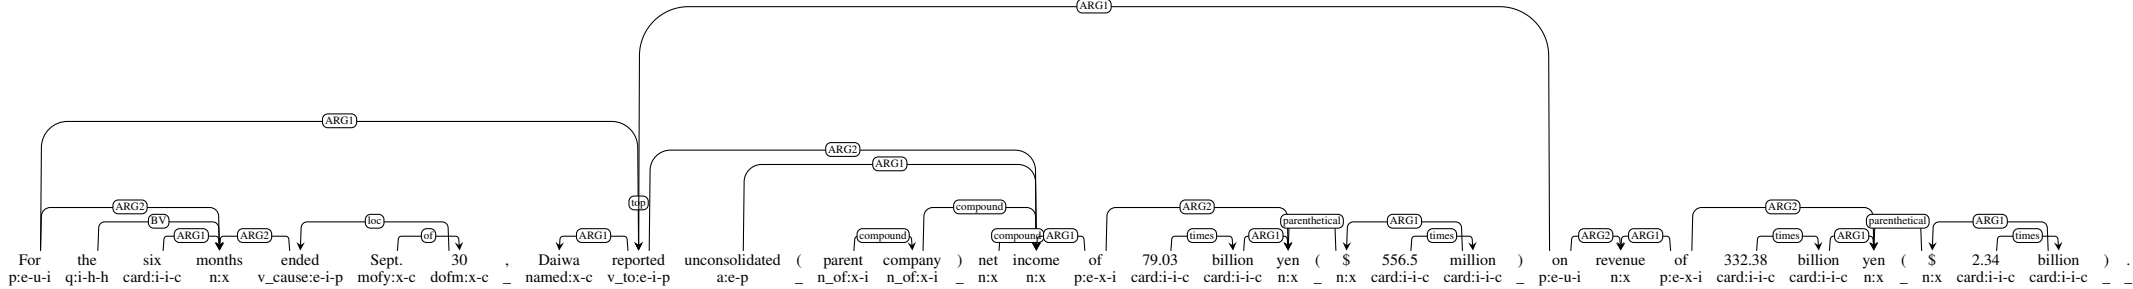 ARG1
ARG1
ARG2
ARG1
top
ARG2 compound ARG2 ARG2
BV loc parenthetical ARG1 parenthetical ARG1
ARG1 ARG2 of ARG1 compound compound ARG1 times ARG1 times ARG2 ARG1 times ARG1 times
For the six months ended Sept. 30 , Daiwa reported unconsolidated ( parent company ) net income of 79.03 billion yen ( $ 556.5 million ) on revenue of 332.38 billion yen ( $ 2.34 billion ) .
p:e-u-i q:i-h-h card:i-i-c n:x v_cause:e-i-p mofy:x-c dofm:x-c _ named:x-c v_to:e-i-p a:e-p _ n_of:x-i n_of:x-i _ n:x n:x p:e-x-i card:i-i-c card:i-i-c n:x _ n:x card:i-i-c card:i-i-c _ p:e-u-i n:x p:e-x-i card:i-i-c card:i-i-c n:x _ n:x card:i-i-c card:i-i-c _ _